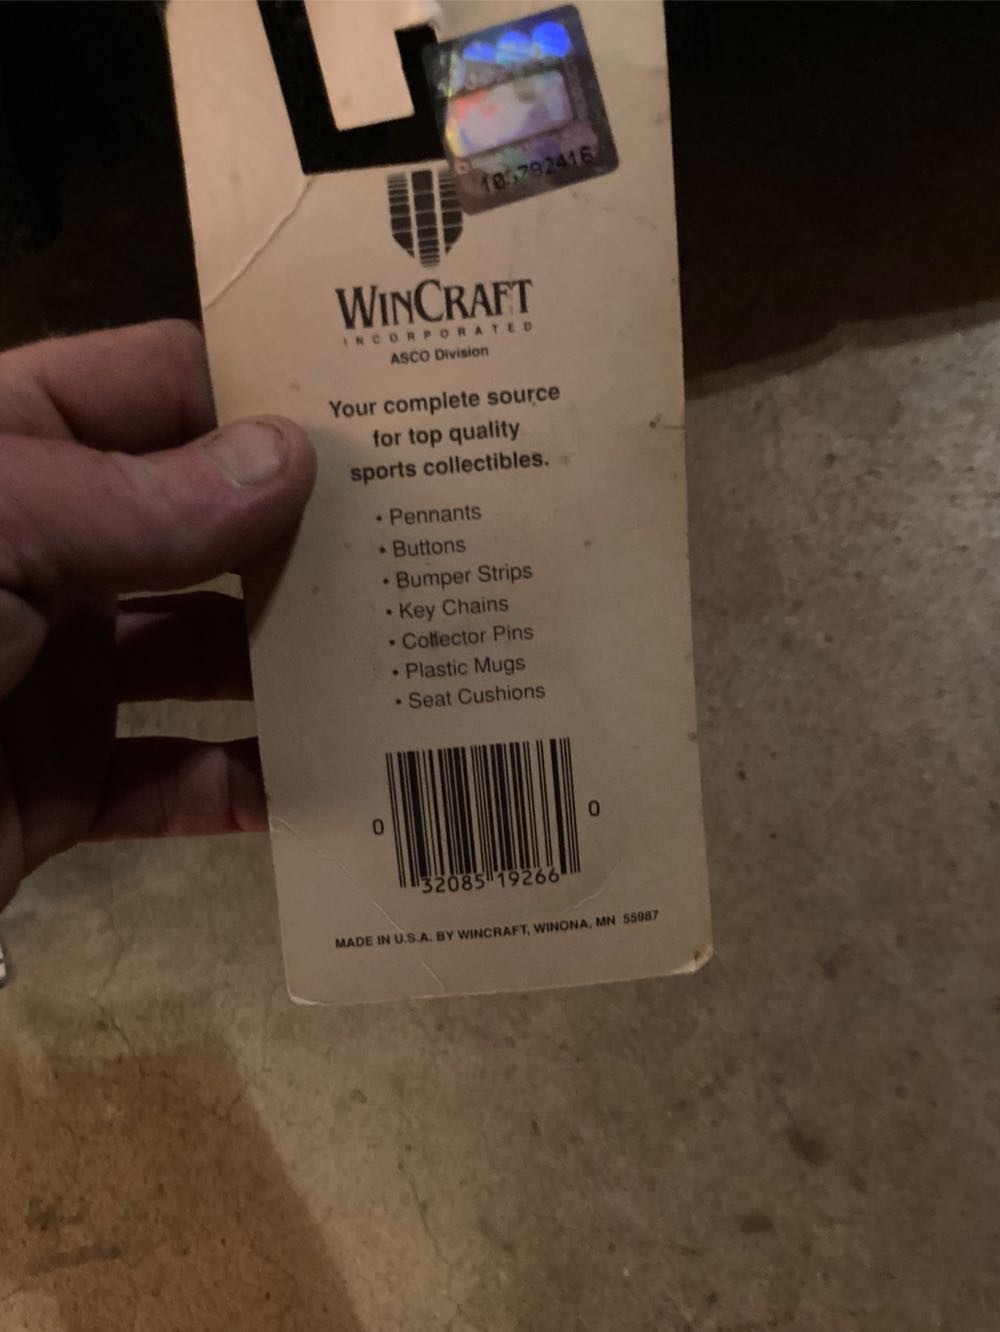 WINCRAFT
INCORPORATED
ASCO Division
Your complete source
for top quality
sports collectibles.
• Pennants
• Buttons
• Bumper Strips
• Key Chains
• Collector Pins
• Plastic Mugs
• Seat Cushions
0 32085 19266 0
MADE IN U.S.A. BY WINCRAFT, WINONA, MN 55987